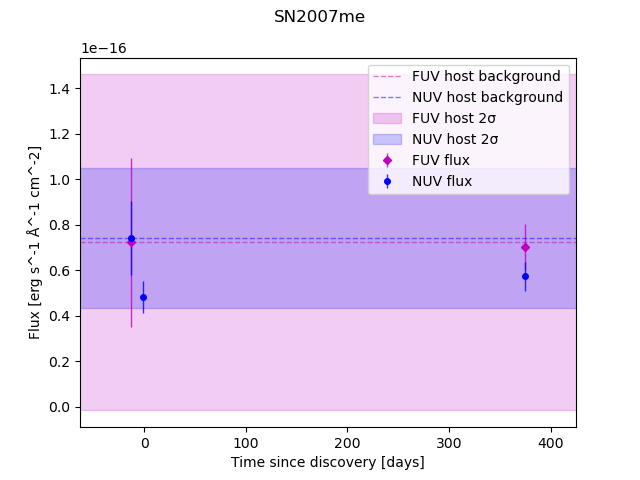 SN2007me
1e−16
FUV host background
NUV host background
FUV host 2σ
NUV host 2σ
FUV flux
NUV flux
1.4
1.2
1.0
0.8
0.6
0.4
0.2
0.0
Flux [erg s^-1 Å^-1 cm^-2]
0
100
200
300
400
Time since discovery [days]